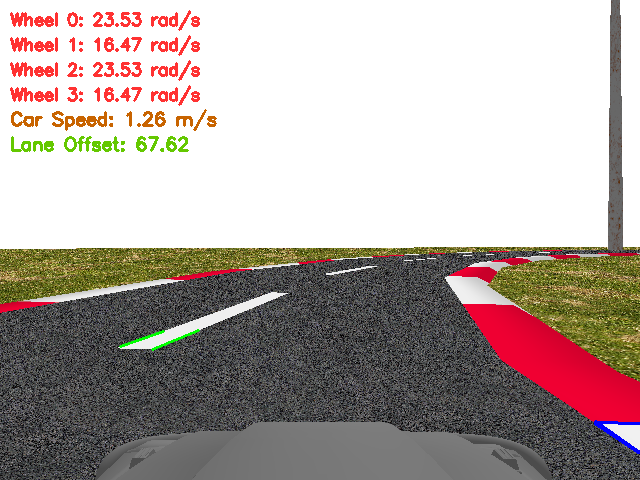 Wheel 0: 23.53 rad/s
Wheel 1: 16.47 rad/s
Wheel 2: 23.53 rad/s
Wheel 3: 16.47 rad/s
Car Speed: 1.26 m/s
Lane Offset: 67.62